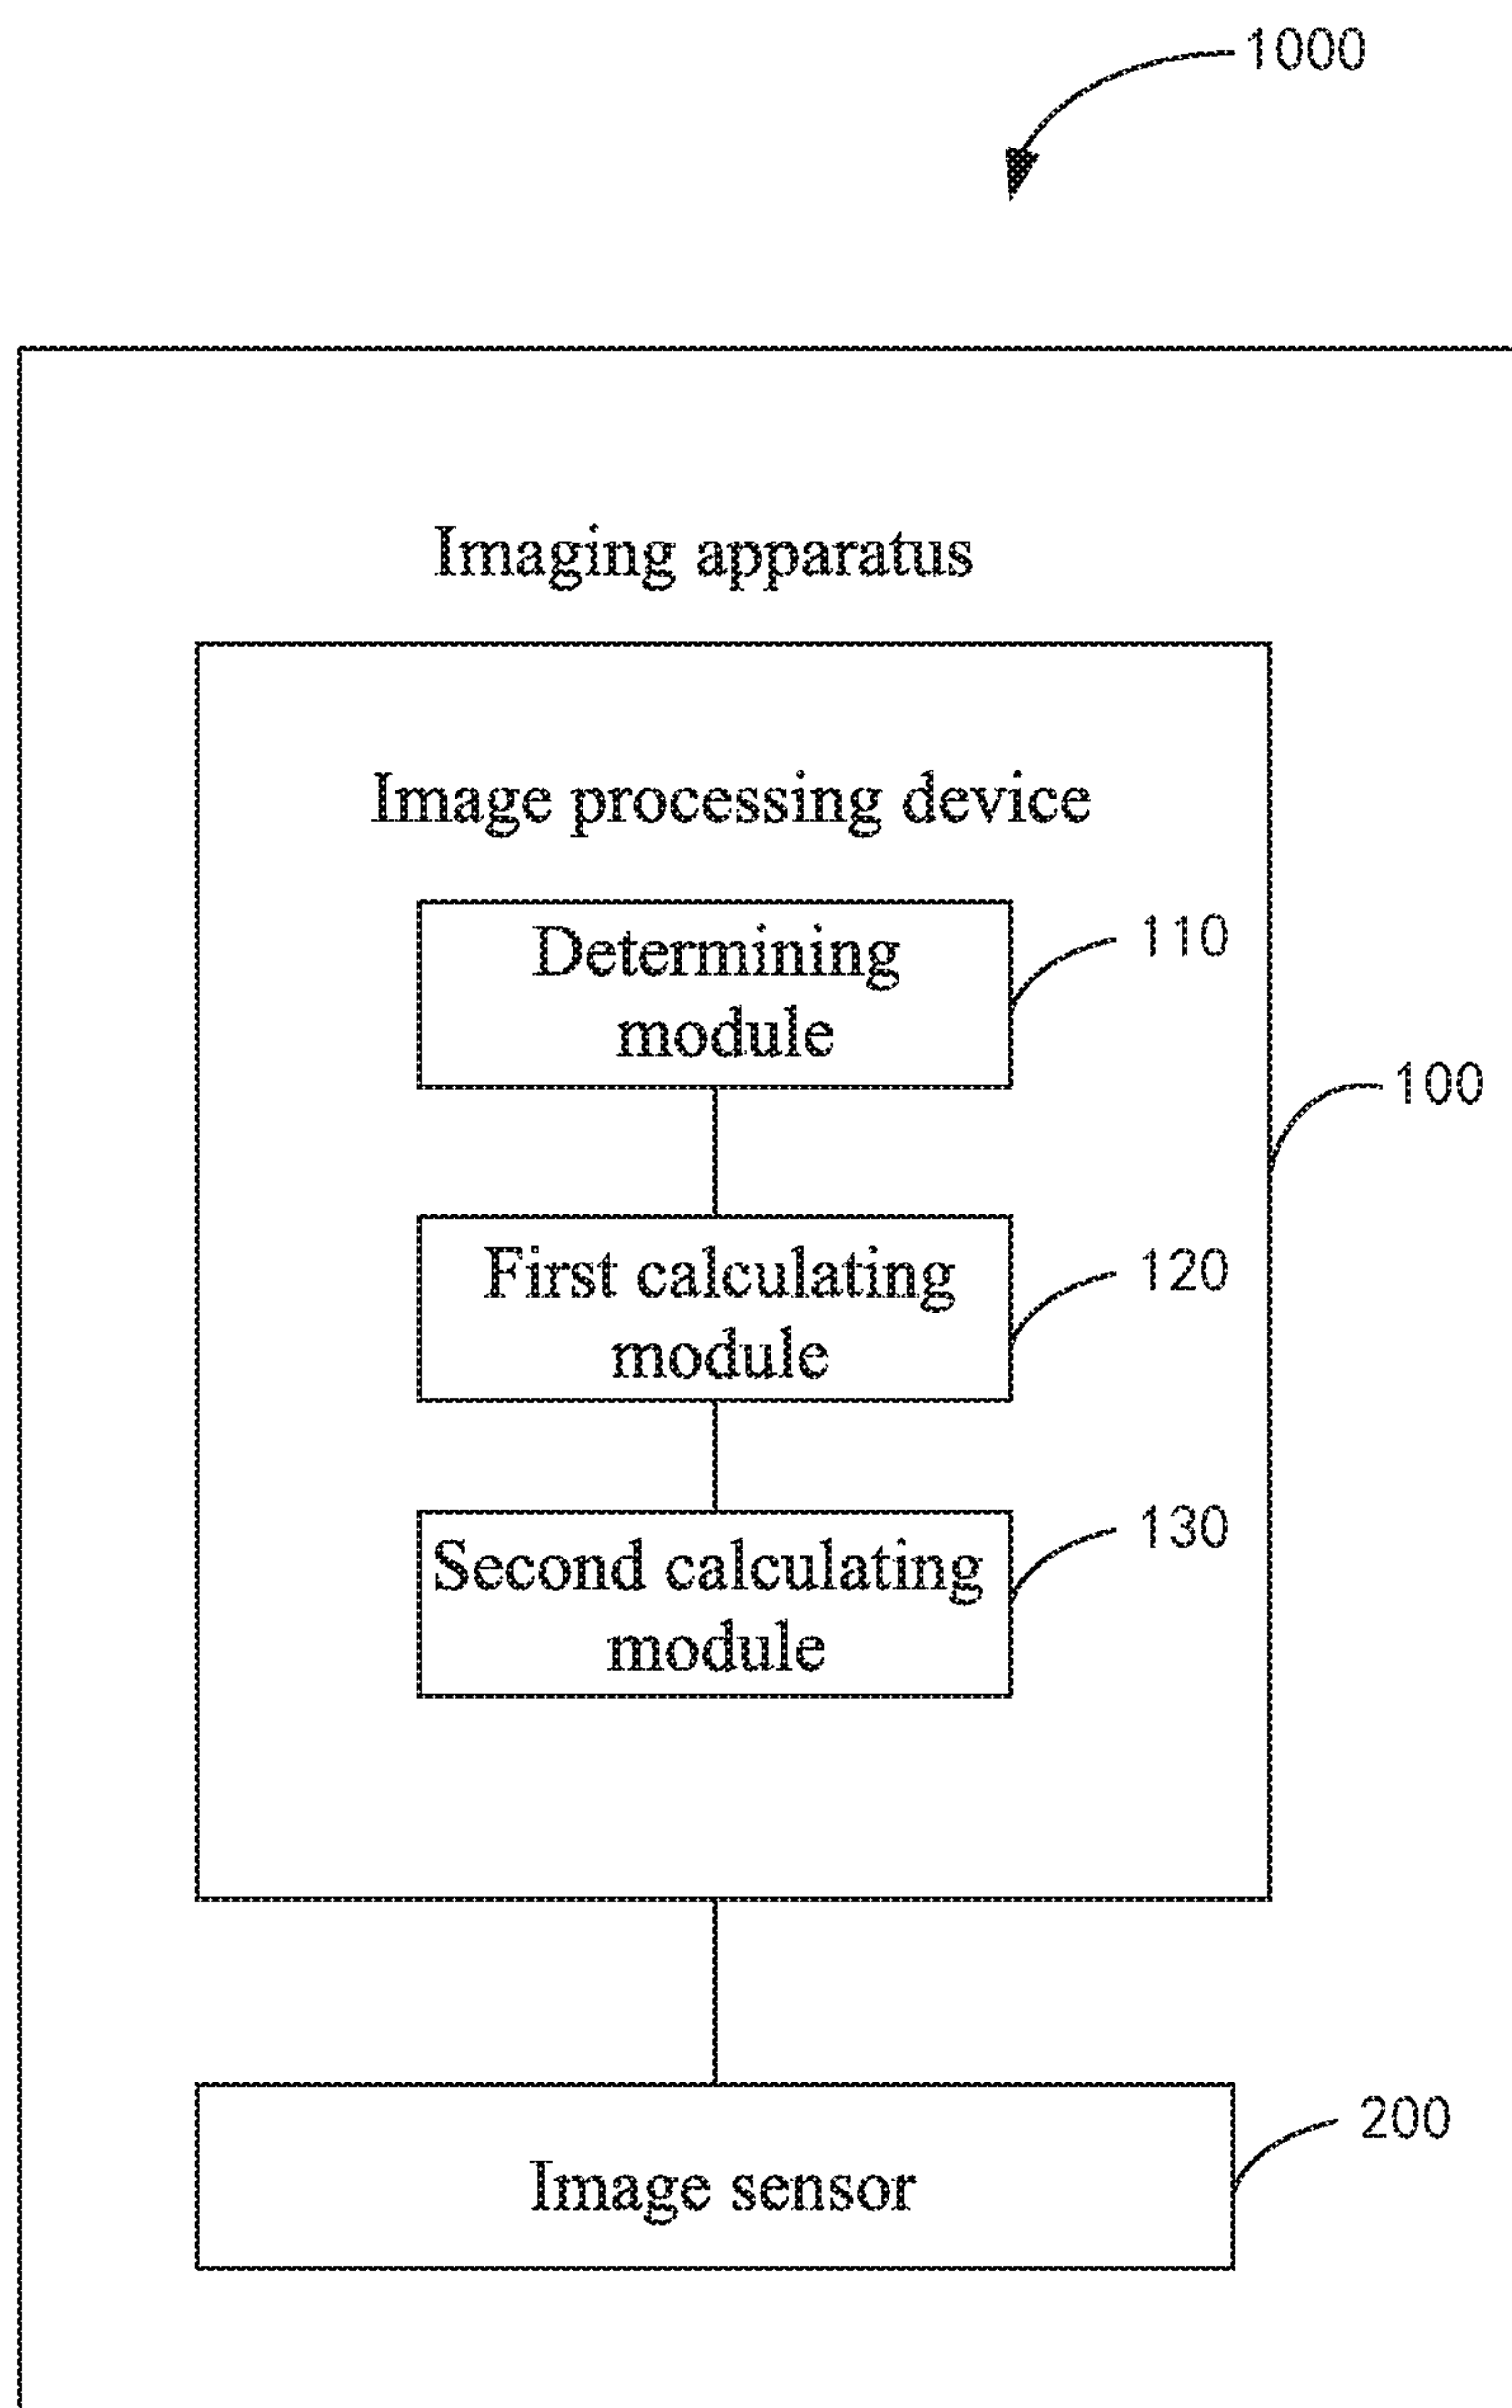 1000
Imaging apparatus
Image processing device
Determining
module
110
100
First calculating
module
120
Second calculating
module
130
Image sensor
200